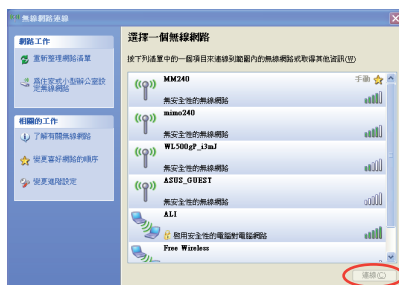 無線網路連線
網路工作
重新整理網路清單
為住家或小型辦公室設
定無線網路
相關的工作
了解有關無線網路
變更喜好網路的順序
變更進階設定
選擇一個無線網路
按下列清單中的一個項目來連線到範圍內的無線網路或取得其他資訊(W)
MM240
手動
無安全性的無線網路
mimo240
無安全性的無線網路
WL500gP_i3mJ
無安全性的無線網路
ASUS_GUEST
無安全性的無線網路
ALI
啟用安全性的電腦對電腦網路
Free Wireless
連線(C)